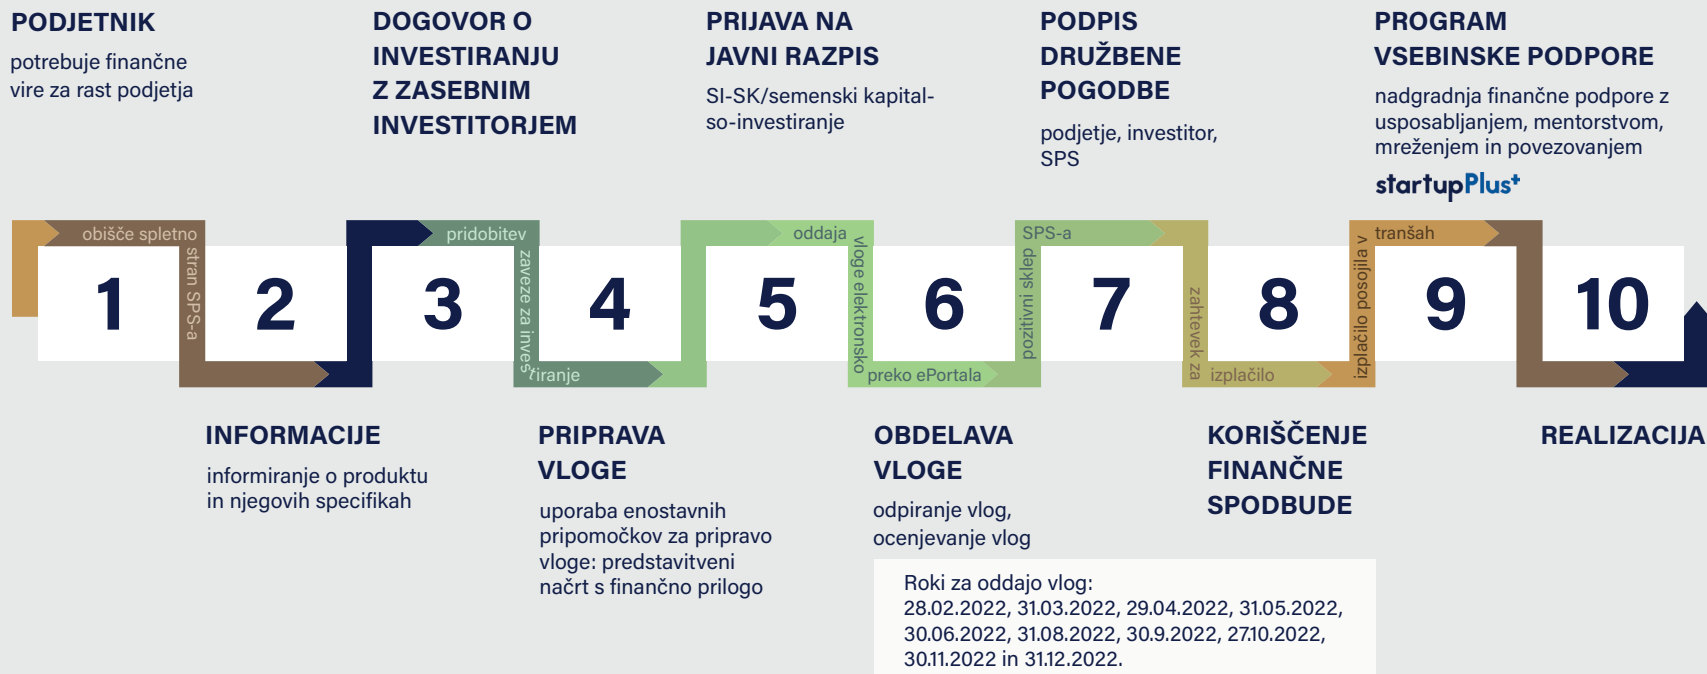 PODJETNIK
potrebuje finančne
vire za rast podjetja
DOGOVOR O
INVESTIRANJU
Z ZASEBNIM
INVESTITORJEM
PRIJAVA NA
JAVNI RAZPIS
SI-SK/semenski kapital-
so-investiranje
PODPIS
DRUŽBENE
POGODBE
podjetje, investitor,
SPS
PROGRAM
VSEBINSKE PODPORE
nadgradnja finančne podpore z
usposabljanjem, mentorstvom,
mreženjem in povezovanjem
startupPlus+
obišče spletno
stran SPS-a
pridobitev
zaveze za inves
tiranje
oddaja
vloge elektronsko
preko ePortala
pozitivni sklep
SPS-a
zahtevek za
izplačilo
izplačilo posojila v
tranšah
1
2
3
4
5
6
7
8
9
10
INFORMACIJE
informiranje o produktu
in njegovih specifikah
PRIPRAVA
VLOGE
uporaba enostavnih
pripomočkov za pripravo
vloge: predstavitveni
načrt s finančno prilogo
OBDELAVA
VLOGE
odpiranje vlog,
ocenjevanje vlog
Roki za oddajo vlog:
28.02.2022, 31.03.2022, 29.04.2022, 31.05.2022,
30.06.2022, 31.08.2022, 30.9.2022, 27.10.2022,
30.11.2022 in 31.12.2022.
KORIŠČENJE
FINANČNE
SPODBUDE
REALIZACIJA